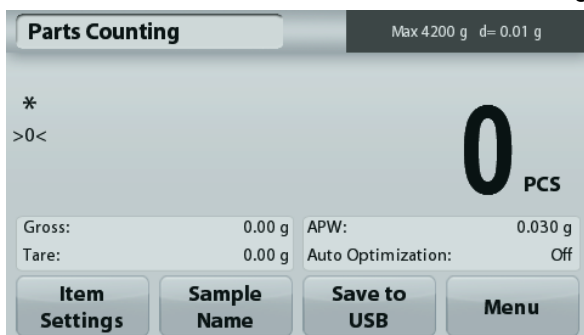 Parts Counting Max 4200 g d= 0.01 g
*
>0<
0 PCS
Gross: 0.00 g APW: 0.030 g
Tare: 0.00 g Auto Optimization: Off
Item Settings
Sample Name
Save to USB
Menu